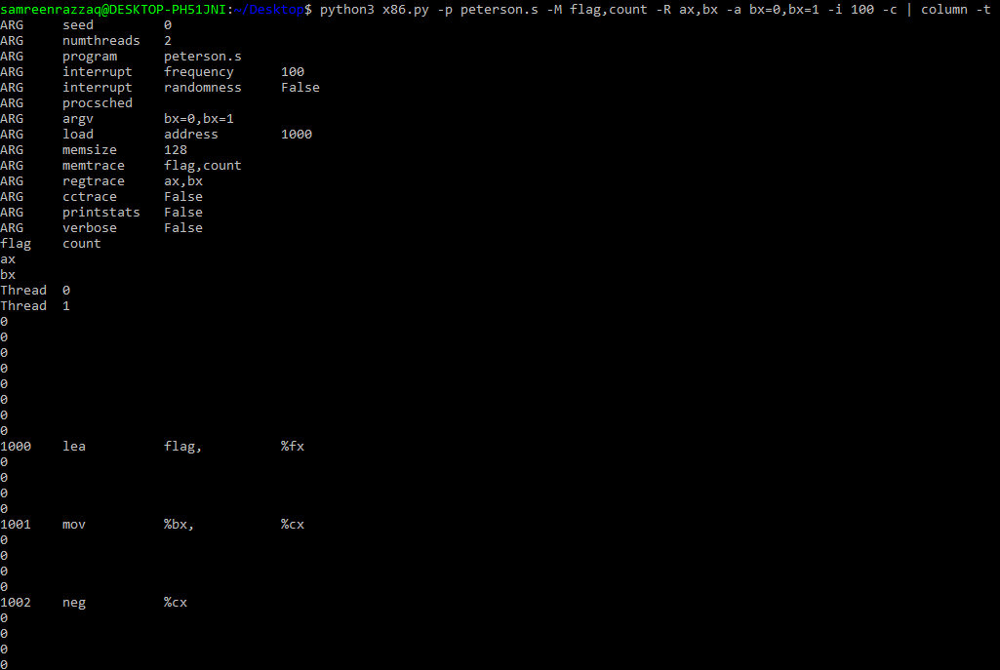 samreenrazzaq@DESKTOP-PH51JNI:~/Desktop$ python3 x86.py -p peterson.s -M flag,count -R ax,bx -a bx=0,bx=1 -i 100 -c | column -t
ARG seed 0
ARG numthreads 2
ARG program peterson.s
ARG interrupt frequency 100
ARG interrupt randomness False
ARG procsched
ARG argv bx=0,bx=1
ARG load address 1000
ARG memsize 128
ARG memtrace flag,count
ARG regtrace ax,bx
ARG cctrace False
ARG printstats False
ARG verbose False
flag count
ax
bx
Thread 0
Thread 1
0
0
0
0
0
0
0
0
1000 lea flag, %fx
0
0
0
0
1001 mov %bx, %cx
0
0
0
0
1002 neg %cx
0
0
0
0